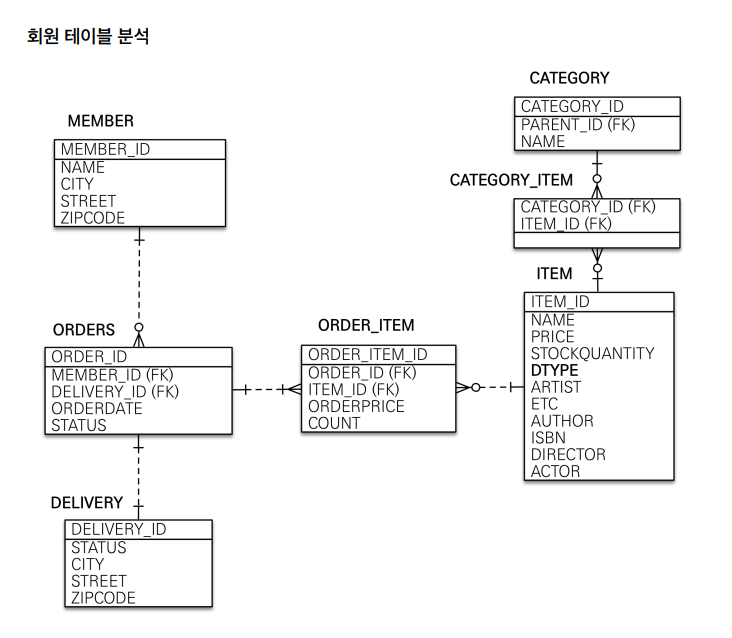 회원 테이블 분석
CATEGORY
CATEGORY_ID
PARENT_ID (FK)
NAME
MEMBER
MEMBER_ID
NAME
CITY
STREET
ZIPCODE
CATEGORY_ITEM
CATEGORY_ID (FK)
ITEM_ID (FK)
ITEM
ITEM_ID
NAME
PRICE
STOCKQUANTITY
DTYPE
ARTIST
ETC
AUTHOR
ISBN
DIRECTOR
ACTOR
ORDERS
ORDER_ID
MEMBER_ID (FK)
DELIVERY_ID (FK)
ORDERDATE
STATUS
ORDER_ITEM
ORDER_ITEM_ID
ORDER_ID (FK)
ITEM_ID (FK)
ORDERPRICE
COUNT
DELIVERY
DELIVERY_ID
STATUS
CITY
STREET
ZIPCODE